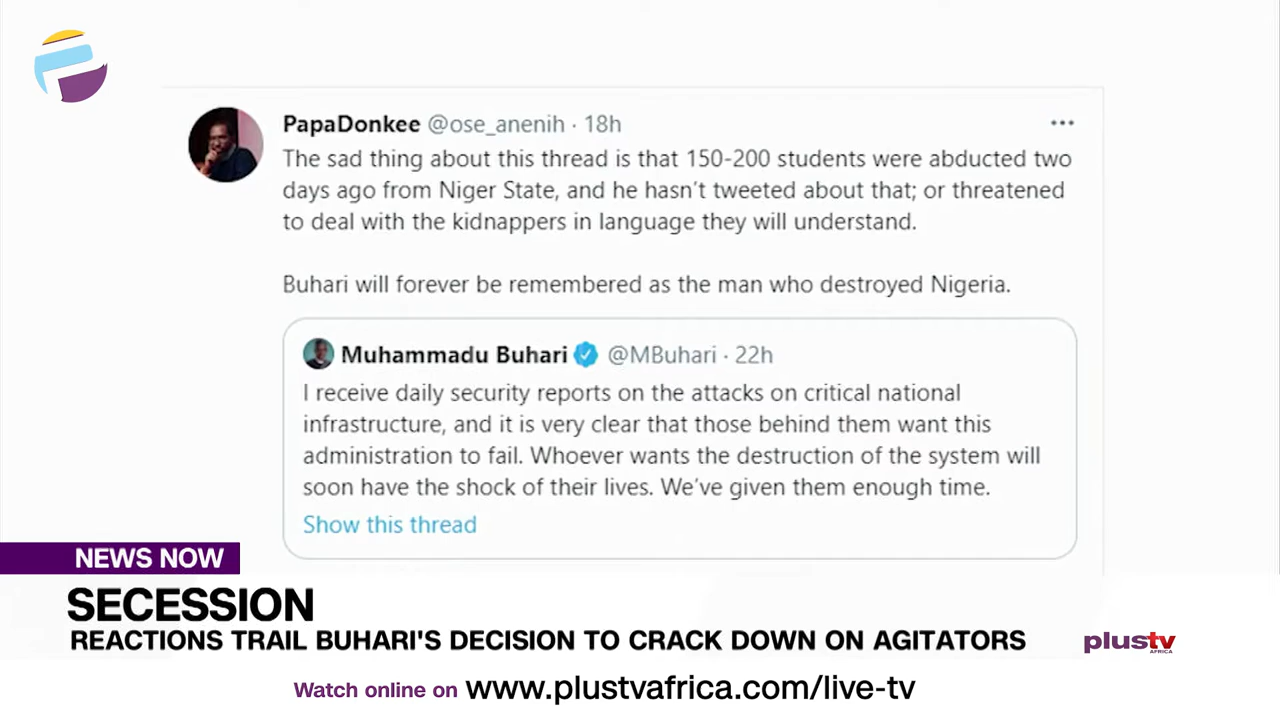 PapaDonkee @ose_anenih · 18h
The sad thing about this thread is that 150-200 students were abducted two
days ago from Niger State, and he hasn't tweeted about that; or threatened
to deal with the kidnappers in language they will understand.
Buhari will forever be remembered as the man who destroyed Nigeria.
Muhammadu Buhari @MBuhari · 22h
I receive daily security reports on the attacks on critical national
infrastructure, and it is very clear that those behind them want this
administration to fail. Whoever wants the destruction of the system will
soon have the shock of their lives. We've given them enough time.
Show this thread
NEWS NOW
SECESSION
REACTIONS TRAIL BUHARI'S DECISION TO CRACK DOWN ON AGITATORS
plustv
AFRICA
Watch online on www.plustvafrica.com/live-tv